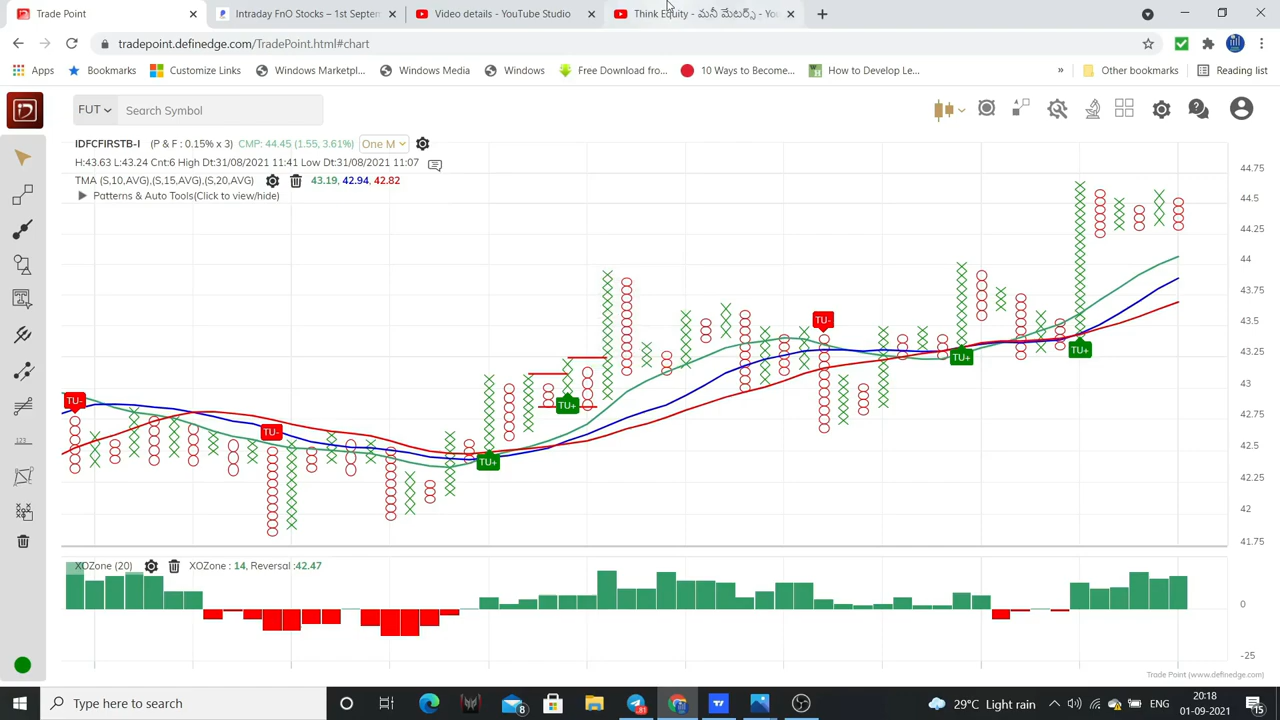 Trade Point
Intraday FnO Stocks – 1st Septem
Video details - YouTube Studio
Think Equity - మనీ మేటర్స్ - You
tradepoint.definedge.com/TradePoint.html#chart
Apps
Bookmarks
Customize Links
Windows Marketpl...
Windows Media
Windows
Free Download fro...
10 Ways to Become...
How to Develop Le...
»
Other bookmarks
Reading list
FUT
Search Symbol
IDFCFIRSTB-I (P & F : 0.15% x 3) CMP: 44.45 (1.55, 3.61%) One M
H:43.63 L:43.24 Cnt:6 High Dt:31/08/2021 11:41 Low Dt:31/08/2021 11:07
TMA (S,10,AVG),(S,15,AVG),(S,20,AVG) 43.19, 42.94, 42.82
Patterns & Auto Tools(Click to view/hide)
44.75
44.5
44.25
44
43.75
43.5
43.25
43
42.75
42.5
42.25
42
41.75
TU-
TU-
TU+
TU+
TU-
TU+
TU+
123
XOZone (20) XOZone : 14, Reversal :42.47
0
-25
Trade Point (www.definedge.com)
Type here to search
8
81
29°C Light rain
ENG
20:18
01-09-2021
15